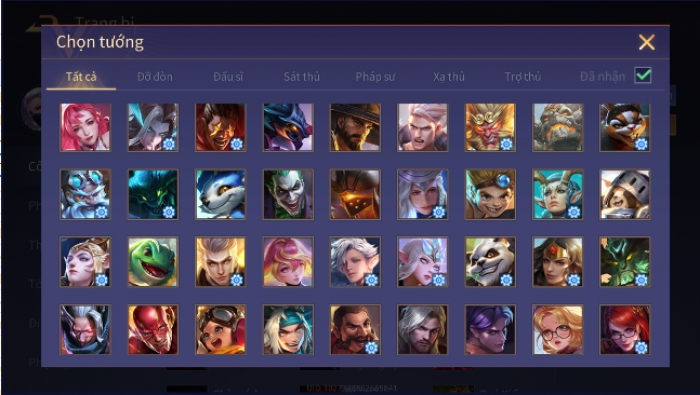 Trang bị
Chọn tướng
Tất cả
Đỡ đòn
Đấu sĩ
Sát thủ
Pháp sư
Xạ thủ
Trợ thủ
Đã nhận